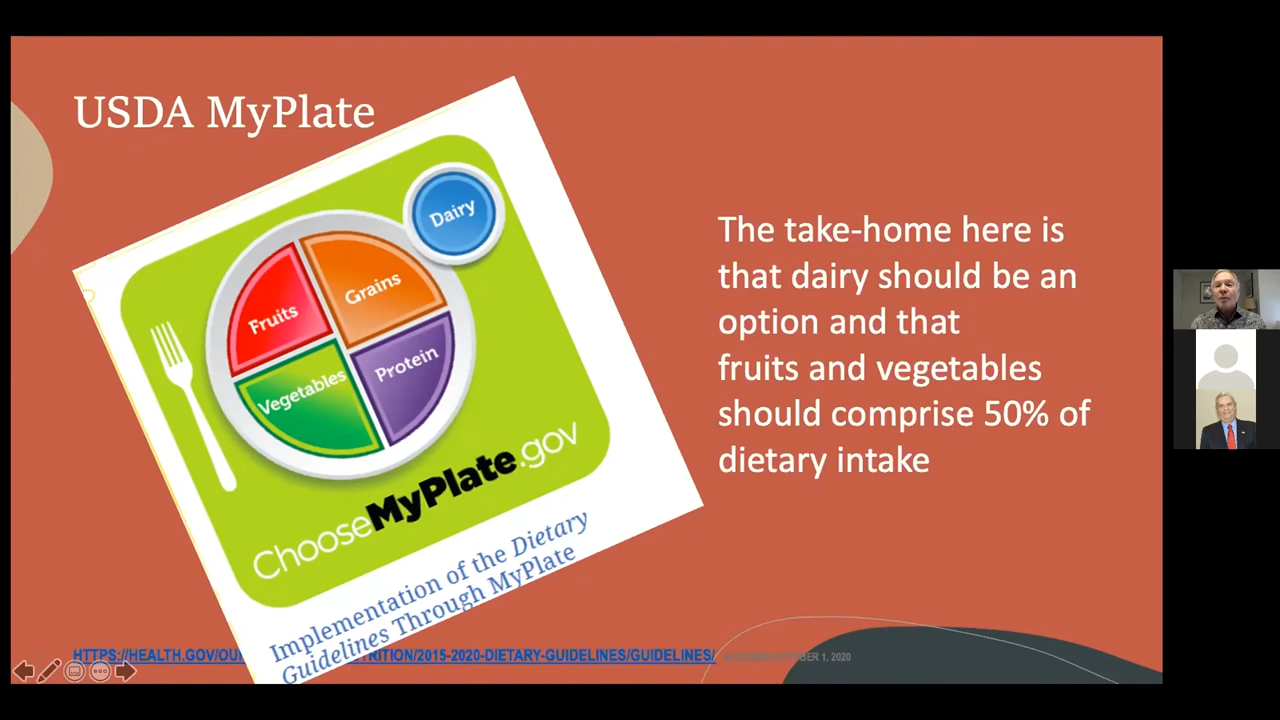 USDA MyPlate
Dairy
Grains
Fruits
Protein
Vegetables
ChooseMyPlate.gov
Implementation of the Dietary
Guidelines Through MyPlate
The take-home here is
that dairy should be an
option and that
fruits and vegetables
should comprise 50% of
dietary intake
HTTPS://HEALTH.GOV/OU
2015-2020-DIETARY-GUIDELINES/GUIDELINES/
1, 2020